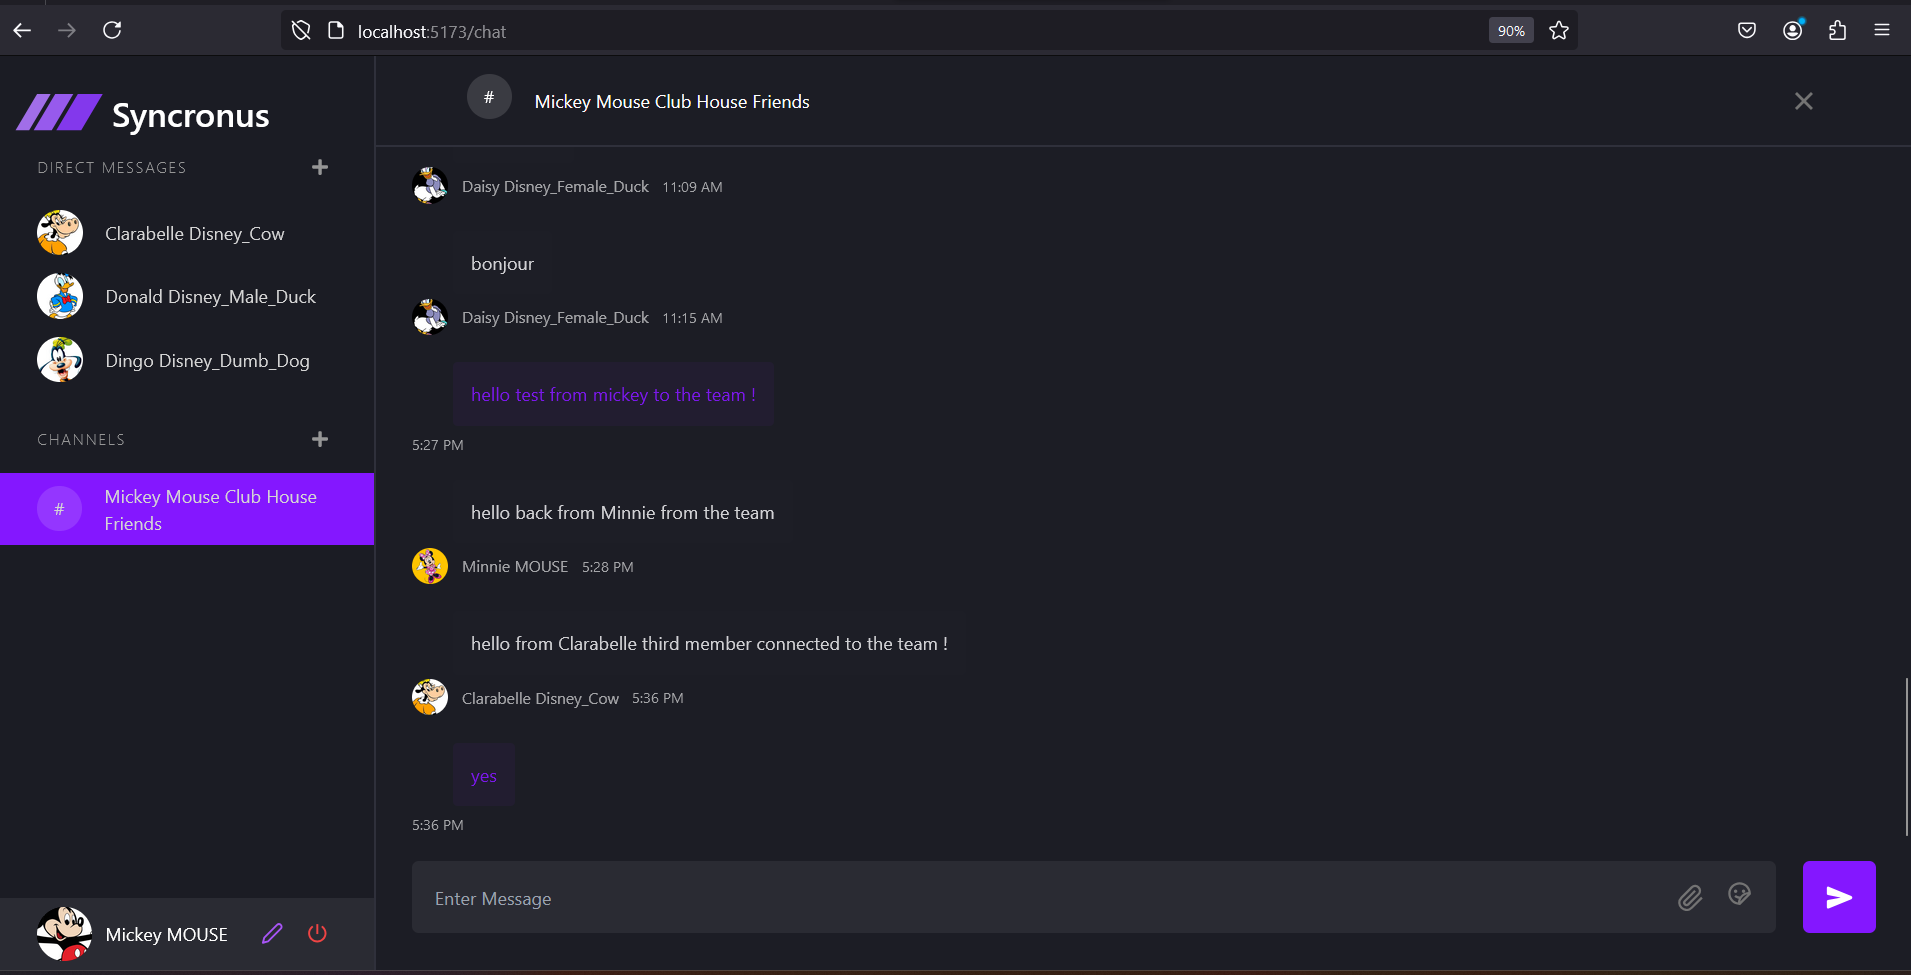 localhost:5173/chat
90%
Syncronus
DIRECT MESSAGES
Clarabelle Disney_Cow
Donald Disney_Male_Duck
Dingo Disney_Dumb_Dog
CHANNELS
#
Mickey Mouse Club House
Friends
Mickey MOUSE
#
Mickey Mouse Club House Friends
Daisy Disney_Female_Duck 11:09 AM
bonjour
Daisy Disney_Female_Duck 11:15 AM
hello test from mickey to the team !
5:27 PM
hello back from Minnie from the team
Minnie MOUSE 5:28 PM
hello from Clarabelle third member connected to the team !
Clarabelle Disney_Cow 5:36 PM
yes
5:36 PM
Enter Message